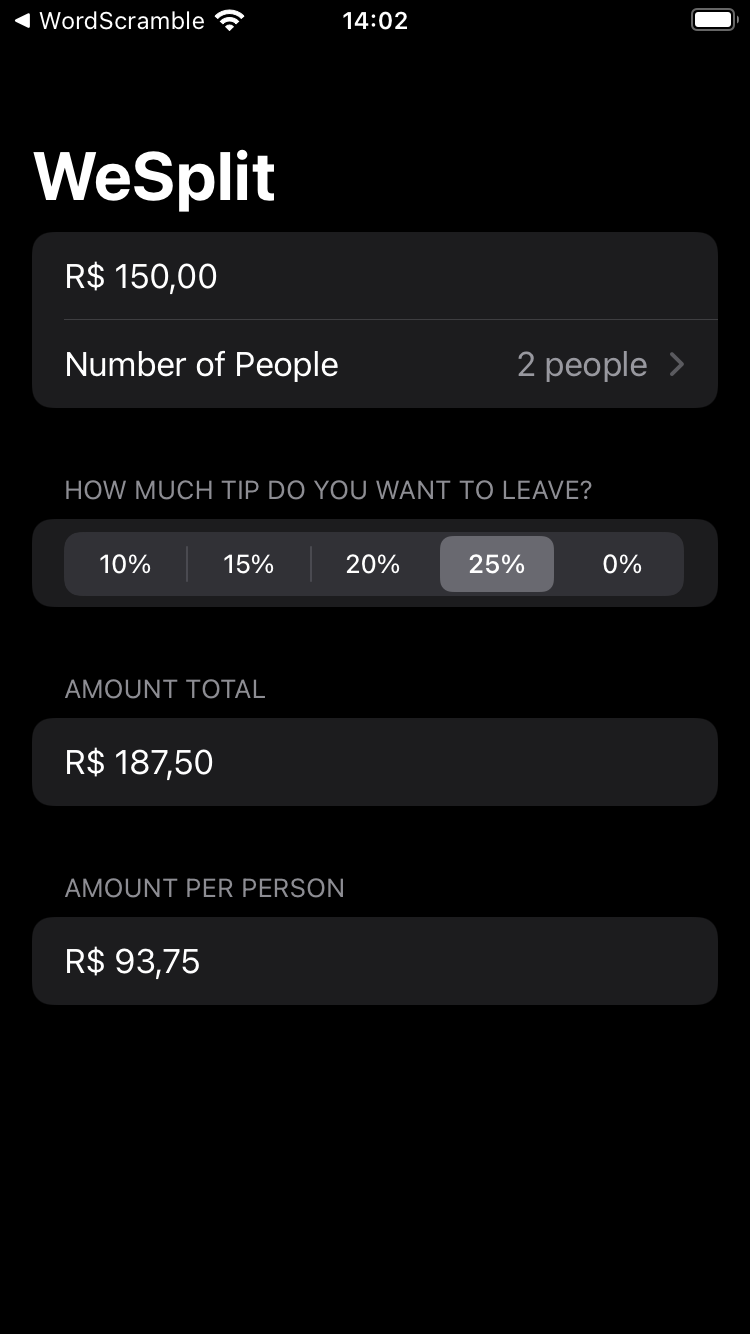 ◀ WordScramble 14:02
WeSplit
R$ 150,00
Number of People 2 people
HOW MUCH TIP DO YOU WANT TO LEAVE?
10% 15% 20% 25% 0%
AMOUNT TOTAL
R$ 187,50
AMOUNT PER PERSON
R$ 93,75